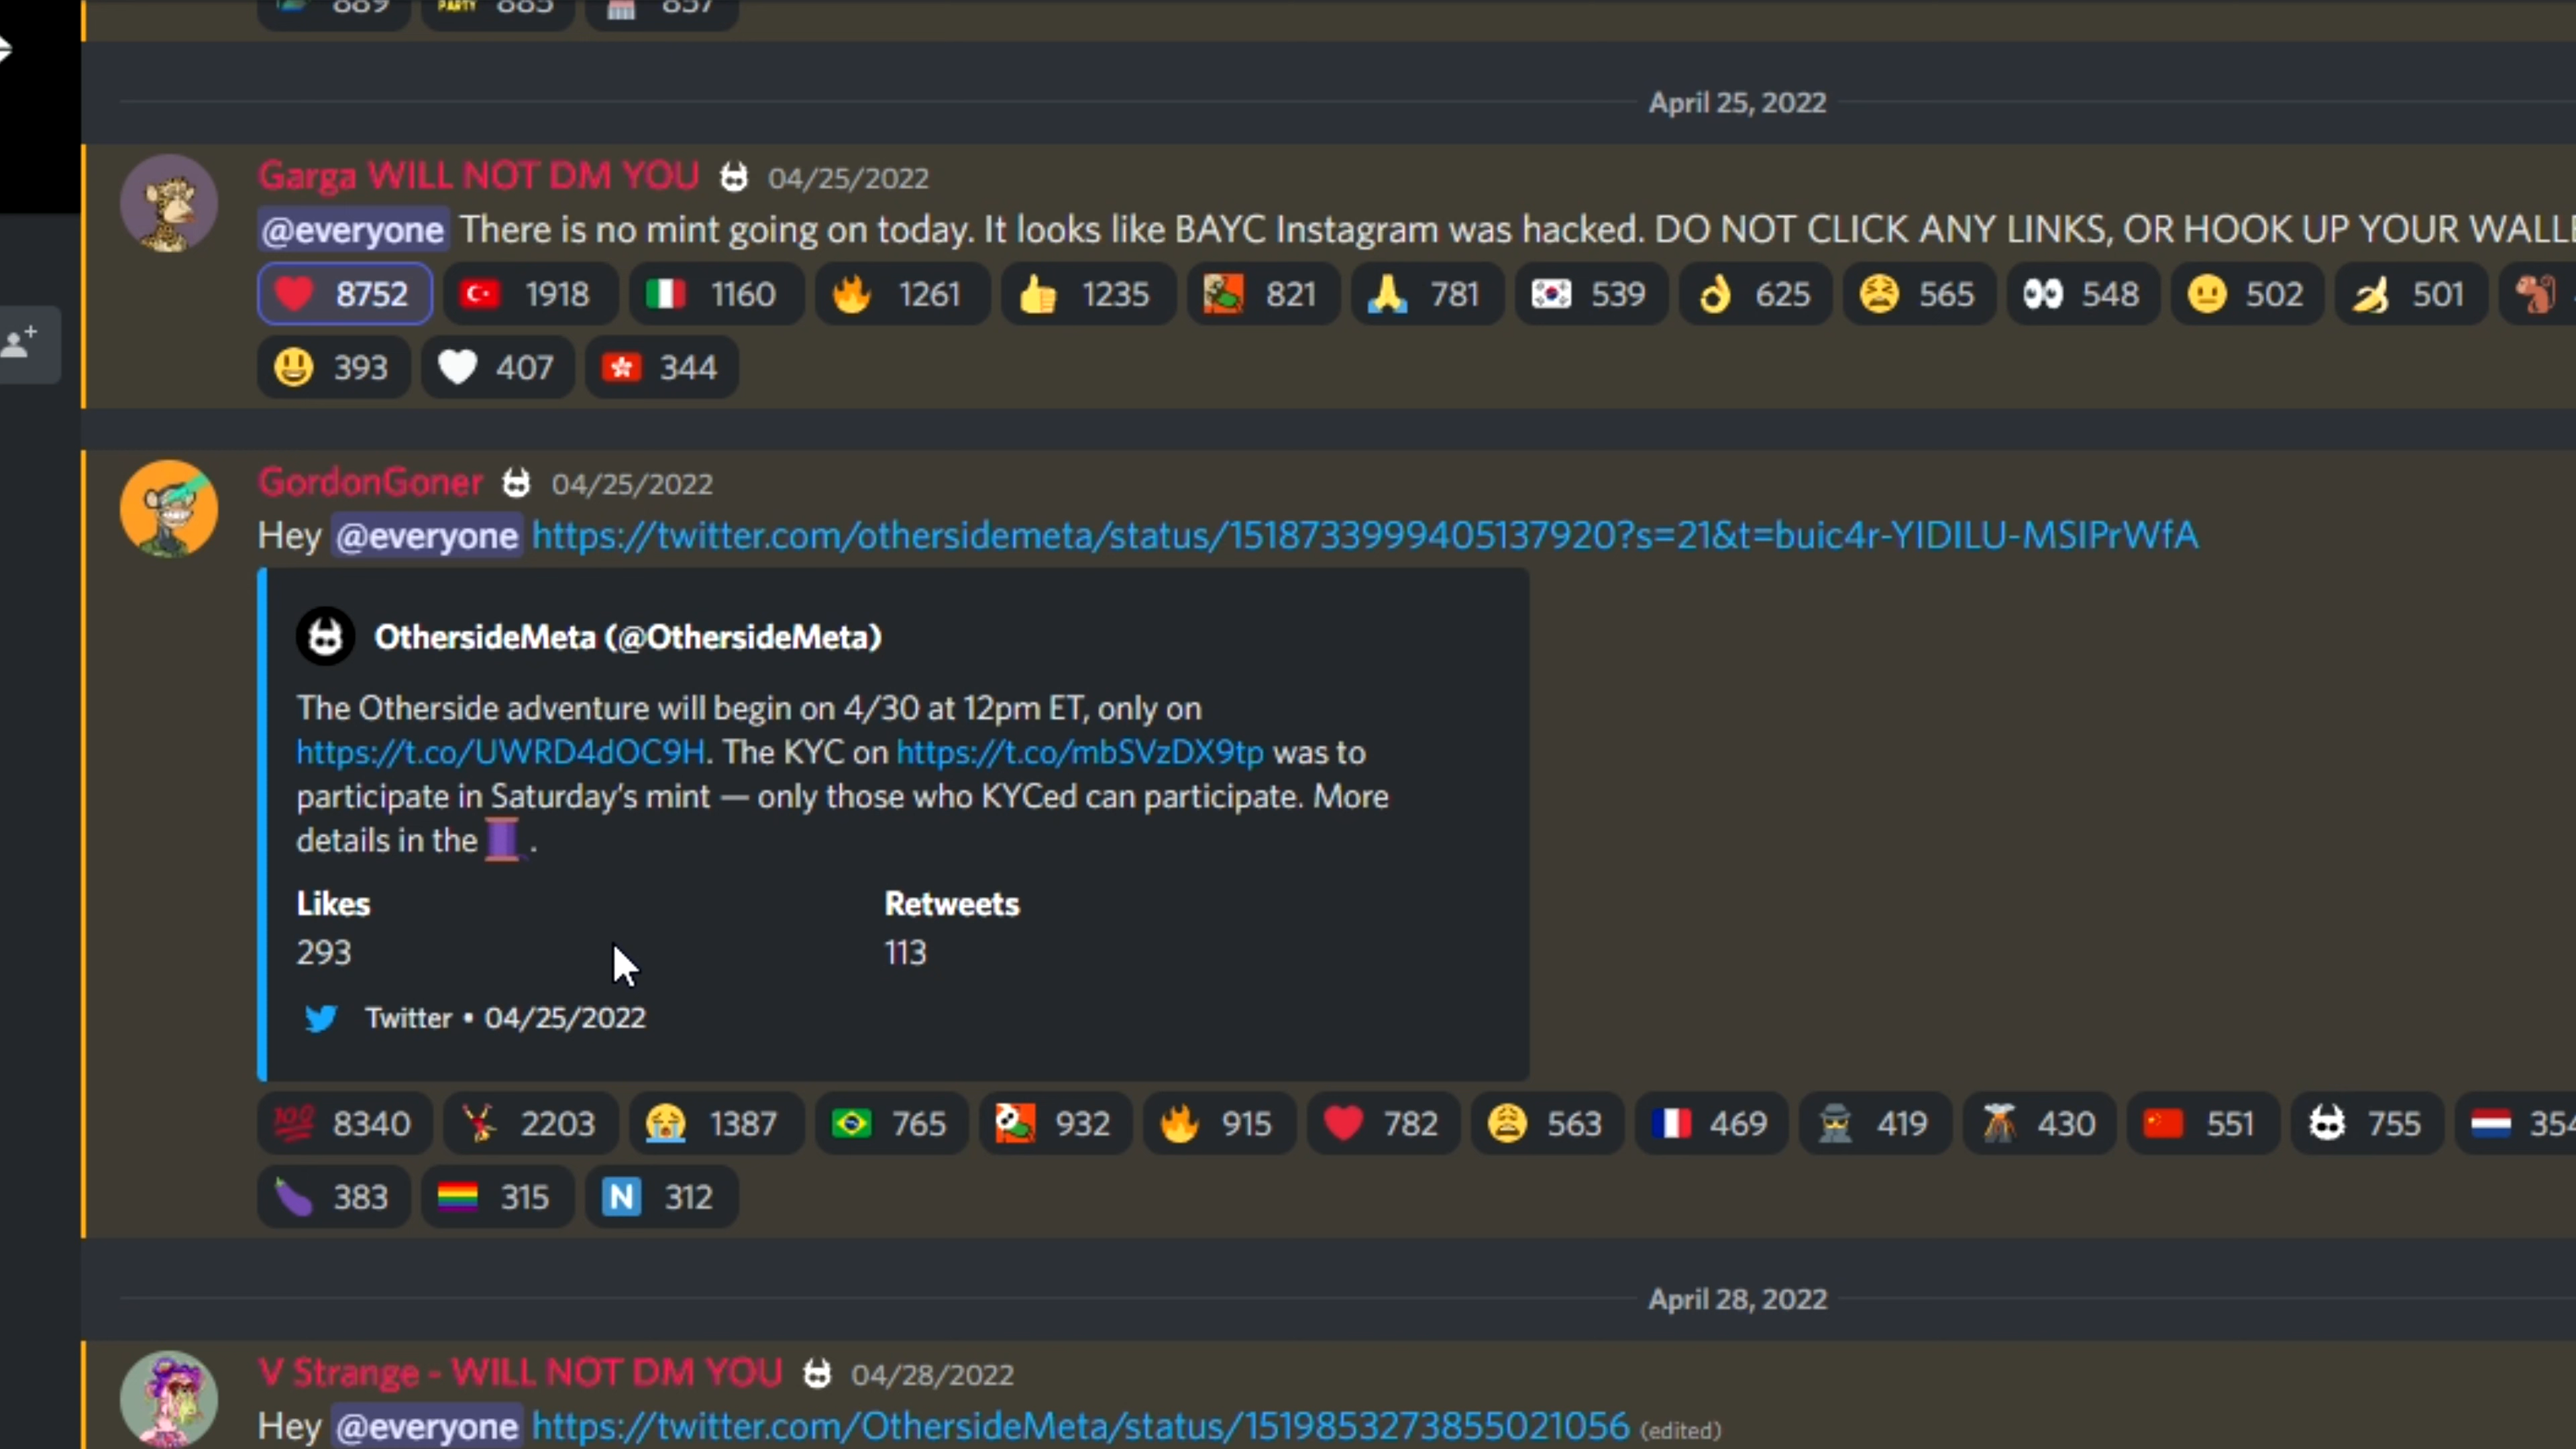 889 PARTY 885 857
April 25, 2022
Garga WILL NOT DM YOU 04/25/2022
@everyone There is no mint going on today. It looks like BAYC Instagram was hacked. DO NOT CLICK ANY LINKS, OR HOOK UP YOUR
8752 1918 1160 1261 1235 821 781 539 625 565 548 502 501
393 407 344
GordonGoner 04/25/2022
Hey @everyone https://twitter.com/othersidemeta/status/1518733999405137920?s=21&t=buic4r-YIDILU-MSIPrWfA
OthersideMeta (@OthersideMeta)
The Otherside adventure will begin on 4/30 at 12pm ET, only on
https://t.co/UWRD4dOC9H. The KYC on https://t.co/mbSVzDX9tp was to
participate in Saturday's mint — only those who KYCed can participate. More
details in the .
Likes Retweets
293 113
Twitter • 04/25/2022
8340 2203 1387 765 932 915 782 563 469 419 430 551 755
383 315 N 312
April 28, 2022
V Strange - WILL NOT DM YOU 04/28/2022
Hey @everyone https://twitter.com/OthersideMeta/status/1519853273855021056 (edited)